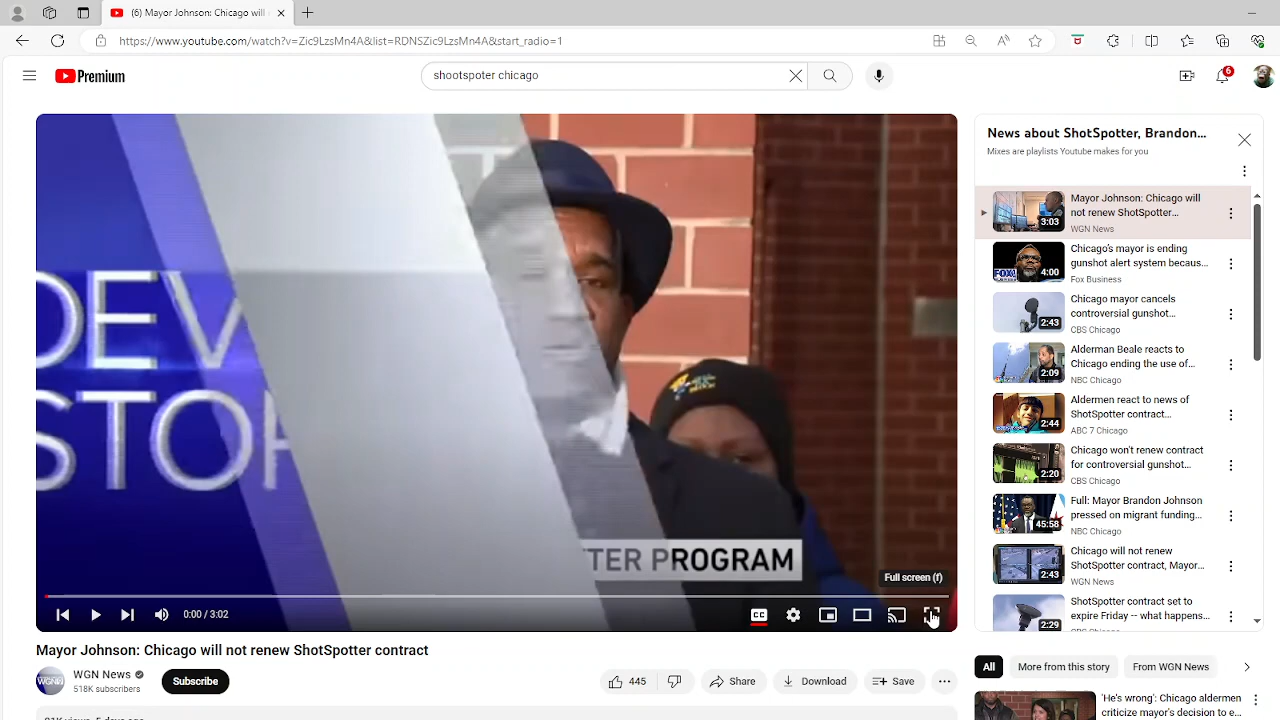 (6) Mayor Johnson: Chicago will
https://www.youtube.com/watch?v=Zic9LzsMn4A&list=RDNSZic9LzsMn4A&start_radio=1
Premium
shootspoter chicago
6
DEV
STOR
TER PROGRAM
Full screen (f)
0:00 / 3:02
CC
Mayor Johnson: Chicago will not renew ShotSpotter contract
WGN News
518K subscribers
Subscribe
445
Share
Download
Save
News about ShotSpotter, Brandon...
Mixes are playlists Youtube makes for you
3:03
Mayor Johnson: Chicago will
not renew ShotSpotter...
WGN News
4:00
Chicago's mayor is ending
gunshot alert system becaus...
Fox Business
2:43
Chicago mayor cancels
controversial gunshot...
CBS Chicago
2:09
Alderman Beale reacts to
Chicago ending the use of...
NBC Chicago
2:44
Aldermen react to news of
ShotSpotter contract...
ABC 7 Chicago
2:20
Chicago won't renew contract
for controversial gunshot...
CBS Chicago
45:58
Full: Mayor Brandon Johnson
pressed on migrant funding...
NBC Chicago
2:43
Chicago will not renew
ShotSpotter contract, Mayor...
WGN News
2:29
ShotSpotter contract set to
expire Friday -- what happens...
All
More from this story
From WGN News
'He's wrong': Chicago aldermen
criticize mayor's decision to e...